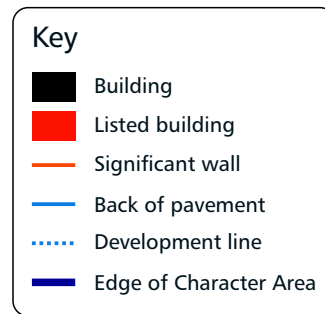 Key
Building
Listed building
Significant wall
Back of pavement
Development line
Edge of Character Area